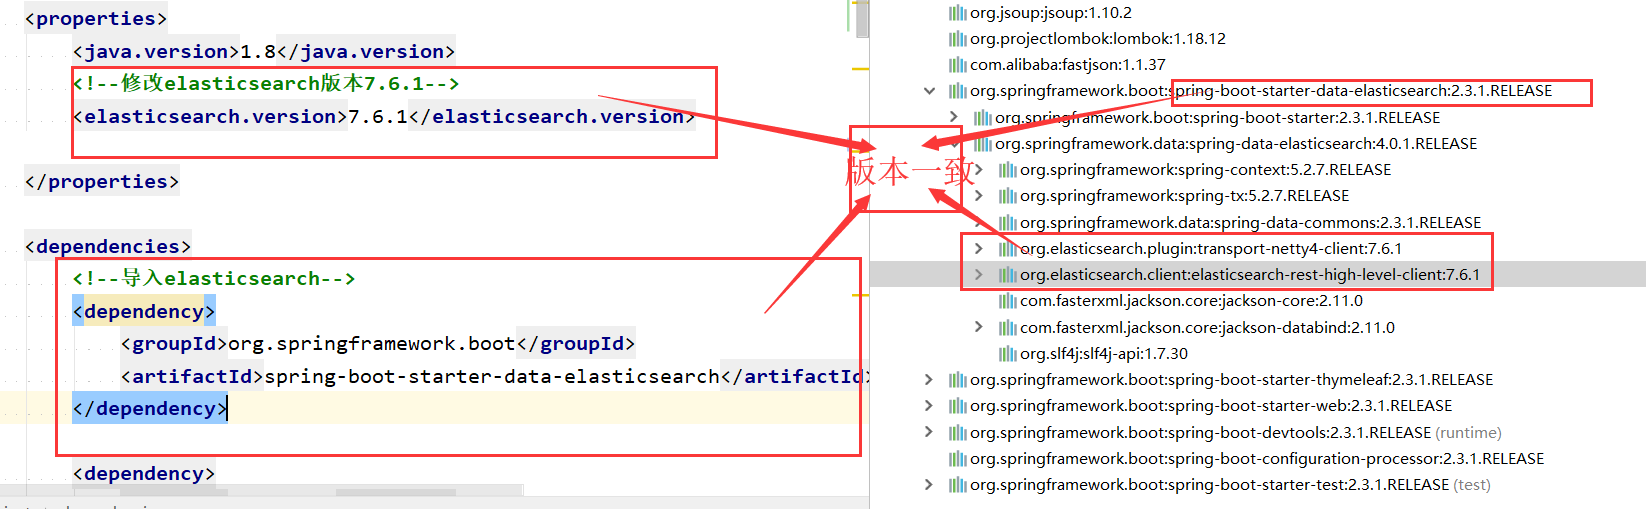 <properties>
<java.version>1.8</java.version>
<!--修改elasticsearch版本7.6.1-->
<elasticsearch.version>7.6.1</elasticsearch.version>
</properties>
<dependencies>
<!--导入elasticsearch-->
<dependency>
<groupId>org.springframework.boot</groupId>
<artifactId>spring-boot-starter-data-elasticsearch</artifactId>
</dependency>
<dependency>
版本一致
org.jsoup:jsoup:1.10.2
org.projectlombok:lombok:1.18.12
com.alibaba:fastjson:1.1.37
org.springframework.boot:spring-boot-starter-data-elasticsearch:2.3.1.RELEASE
org.springframework.boot:spring-boot-starter:2.3.1.RELEASE
org.springframework.data:spring-data-elasticsearch:4.0.1.RELEASE
org.springframework:spring-context:5.2.7.RELEASE
org.springframework:spring-tx:5.2.7.RELEASE
org.springframework.data:spring-data-commons:2.3.1.RELEASE
org.elasticsearch.plugin:transport-netty4-client:7.6.1
org.elasticsearch.client:elasticsearch-rest-high-level-client:7.6.1
com.fasterxml.jackson.core:jackson-core:2.11.0
com.fasterxml.jackson.core:jackson-databind:2.11.0
org.slf4j:slf4j-api:1.7.30
org.springframework.boot:spring-boot-starter-thymeleaf:2.3.1.RELEASE
org.springframework.boot:spring-boot-starter-web:2.3.1.RELEASE
org.springframework.boot:spring-boot-devtools:2.3.1.RELEASE (runtime)
org.springframework.boot:spring-boot-configuration-processor:2.3.1.RELEASE
org.springframework.boot:spring-boot-starter-test:2.3.1.RELEASE (test)